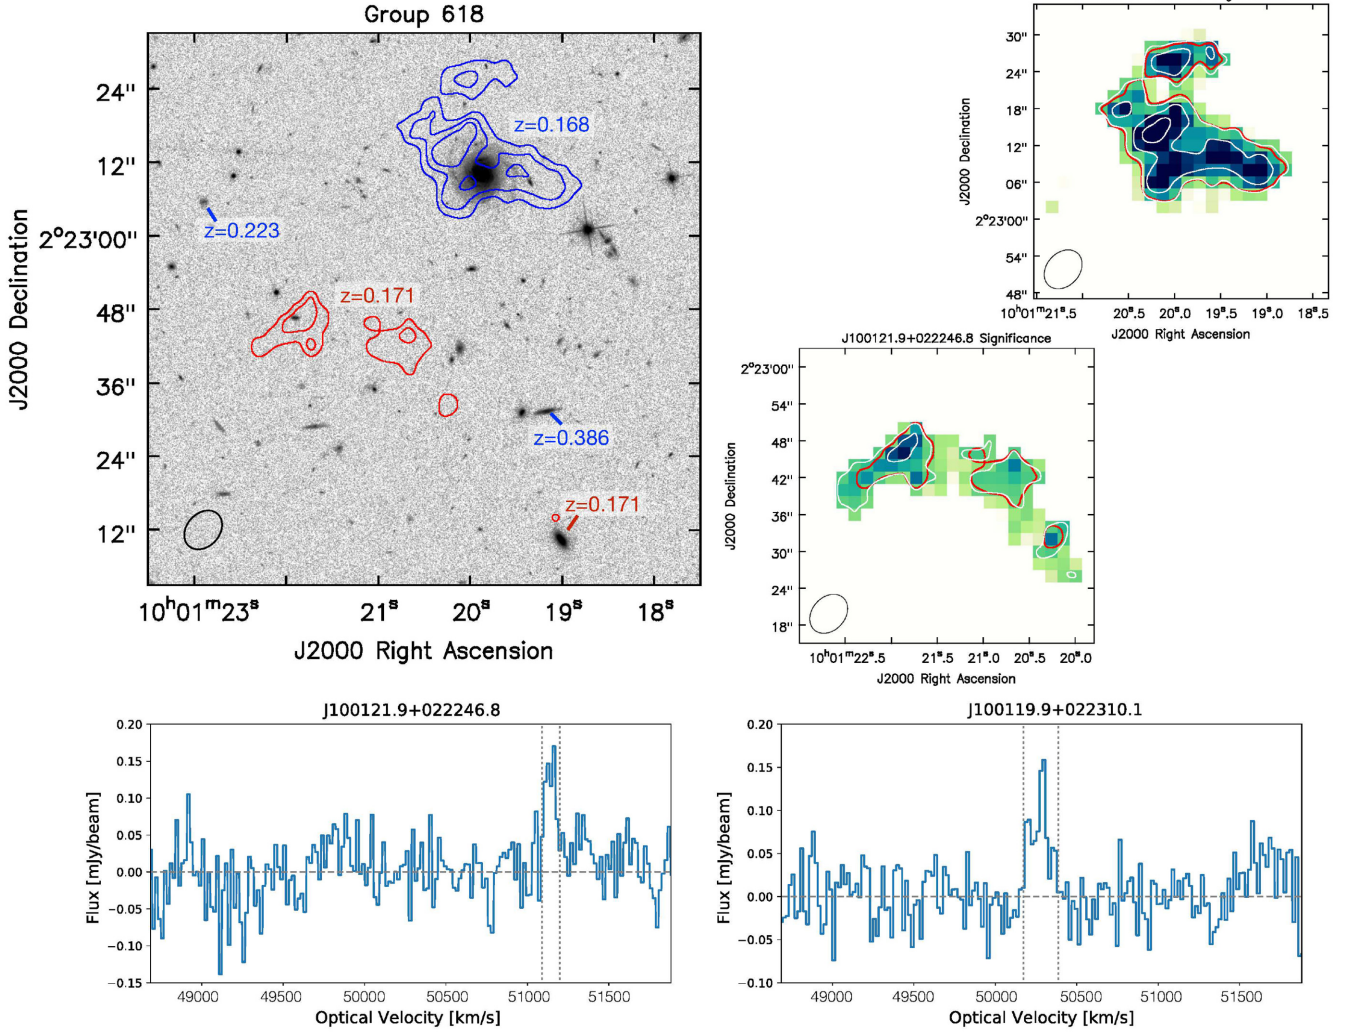 Group 618
24"
12"
2°23'00"
48"
36"
24"
12"
J2000 Declination
z=0.168
z=0.223
z=0.171
z=0.386
z=0.171
10ʰ01ᵐ23ˢ
21ˢ
20ˢ
19ˢ
18ˢ
J2000 Right Ascension
30"
24"
18"
12"
06"
2°23'00"
54"
48"
J2000 Declination
10ʰ01ᵐ21ˢ.5
20ˢ.5
20ˢ.0
19ˢ.5
19ˢ.0
18ˢ.5
J2000 Right Ascension
J100121.9+022246.8 Significance
2°23'00"
54"
48"
42"
36"
30"
24"
18"
J2000 Declination
10ʰ01ᵐ22ˢ.5
21ˢ.5
21ˢ.0
20ˢ.5
20ˢ.0
J2000 Right Ascension
J100121.9+022246.8
0.20
0.15
0.10
0.05
0.00
−0.05
−0.10
−0.15
Flux [mJy/beam]
49000
49500
50000
50500
51000
51500
Optical Velocity [km/s]
J100119.9+022310.1
0.20
0.15
0.10
0.05
0.00
−0.05
−0.10
Flux [mJy/beam]
49000
49500
50000
50500
51000
51500
Optical Velocity [km/s]